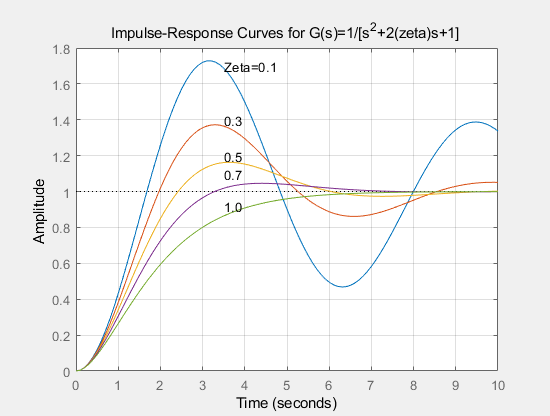 Impulse-Response Curves for G(s)=1/[s²+2(zeta)s+1]
1.8
1.6
1.4
1.2
1
0.8
0.6
0.4
0.2
0
Amplitude
Zeta=0.1
0.3
0.5
0.7
1.0
0 1 2 3 4 5 6 7 8 9 10
Time (seconds)